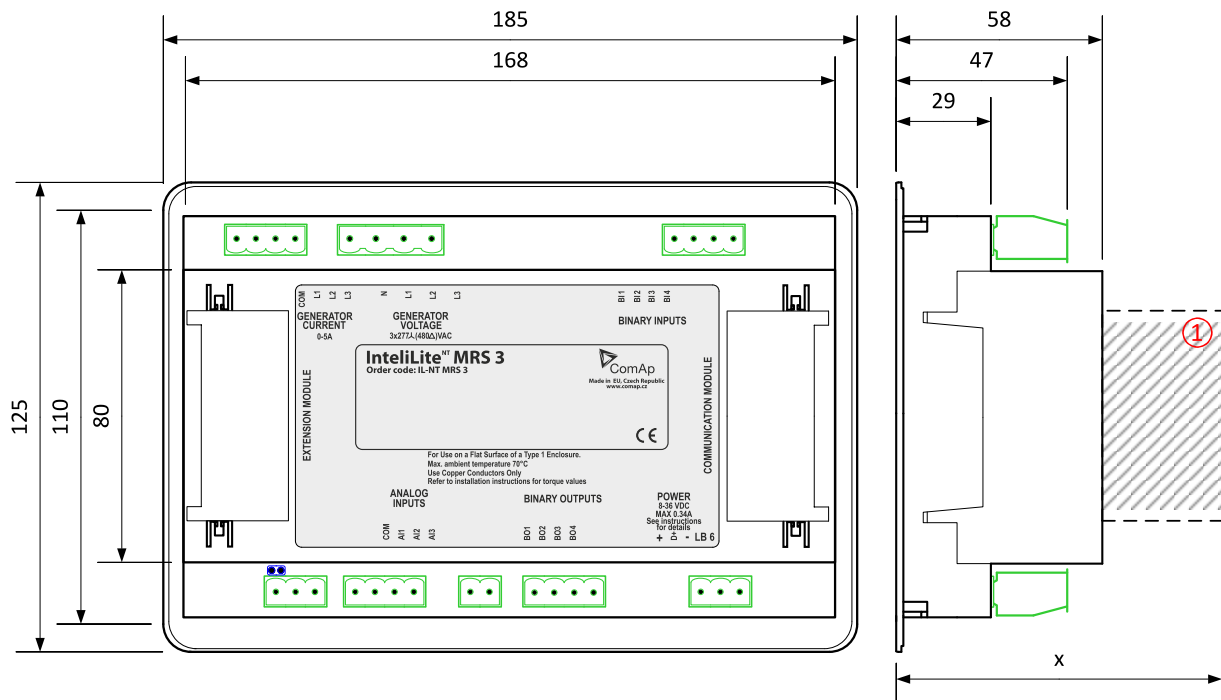 185
58
168
47
29
125
110
80
COM L1 L2 L3
N L1 L2 L3
BI1 BI2 BI3 BI4
GENERATOR
CURRENT
0-5A
GENERATOR
VOLTAGE
3x277⅄(480Δ)VAC
BINARY INPUTS
①
InteliLite NT MRS 3
Order code: IL-NT MRS 3
ComAp
Made in EU, Czech Republic
www.comap.cz
CE
EXTENSION MODULE
COMMUNICATION MODULE
For Use on a Flat Surface of a Type 1 Enclosure.
Max. ambient temperature 70°C
Use Copper Conductors Only
Refer to installation instructions for torque values
ANALOG
INPUTS
BINARY OUTPUTS
POWER
8-36 VDC
MAX 0.34A
See instructions
for details
COM AI1 AI2 AI3
BO1 BO2 BO3 BO4
+ D+ - LB 6
x